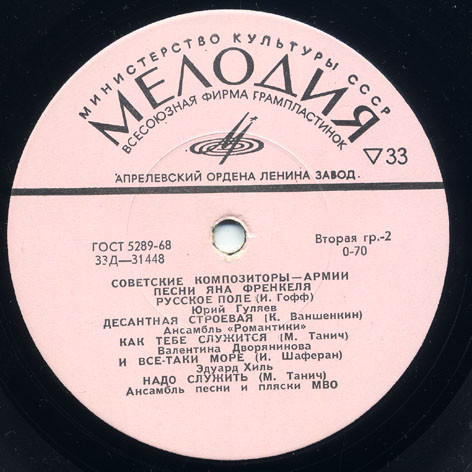 МИНИСТЕРСТВО КУЛЬТУРЫ СССР
МЕЛОДИЯ
ВСЕСОЮЗНАЯ ФИРМА ГРАМПЛАСТИНОК
▽33
АПРЕЛЕВСКИЙ ОРДЕНА ЛЕНИНА ЗАВОД
ГОСТ 5289-68
33Д—31448
Вторая гр.-2
0-70
СОВЕТСКИЕ КОМПОЗИТОРЫ—АРМИИ
ПЕСНИ ЯНА ФРЕНКЕЛЯ
РУССКОЕ ПОЛЕ (И. Гофф)
Юрий Гуляев
ДЕСАНТНАЯ СТРОЕВАЯ (К. Ваншенкин)
Ансамбль «Романтики»
КАК ТЕБЕ СЛУЖИТСЯ (М. Танич)
Валентина Дворянинова
И ВСЕ-ТАКИ МОРЕ (И. Шаферан)
Эдуард Хиль
НАДО СЛУЖИТЬ (М. Танич)
Ансамбль песни и пляски МВО